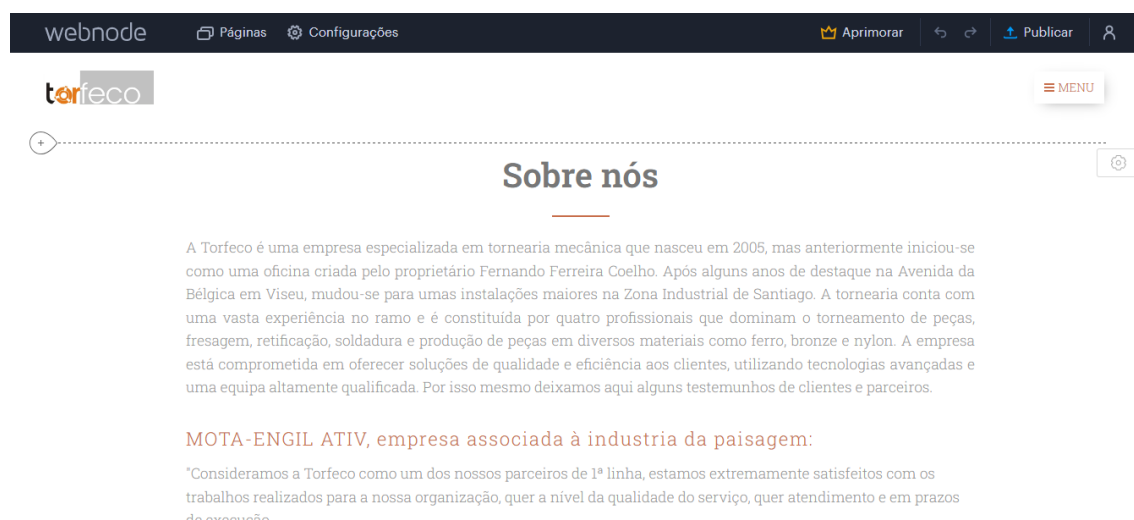 webnode Páginas Configurações Aprimorar Publicar
torfeco
MENU
Sobre nós
A Torfeco é uma empresa especializada em tornearia mecânica que nasceu em 2005, mas anteriormente iniciou-se
como uma oficina criada pelo proprietário Fernando Ferreira Coelho. Após alguns anos de destaque na Avenida da
Bélgica em Viseu, mudou-se para umas instalações maiores na Zona Industrial de Santiago. A tornearia conta com
uma vasta experiência no ramo e é constituída por quatro profissionais que dominam o torneamento de peças,
fresagem, retificação, soldadura e produção de peças em diversos materiais como ferro, bronze e nylon. A empresa
está comprometida em oferecer soluções de qualidade e eficiência aos clientes, utilizando tecnologias avançadas e
uma equipa altamente qualificada. Por isso mesmo deixamos aqui alguns testemunhos de clientes e parceiros.
MOTA-ENGIL ATIV, empresa associada à industria da paisagem:
"Consideramos a Torfeco como um dos nossos parceiros de 1ª linha, estamos extremamente satisfeitos com os
trabalhos realizados para a nossa organização, quer a nível da qualidade do serviço, quer atendimento e em prazos
de execução